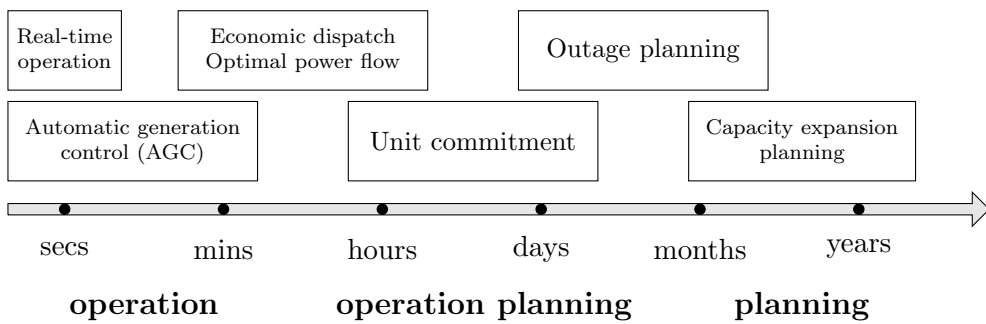 Real-time
operation
Economic dispatch
Optimal power flow
Outage planning
Automatic generation
control (AGC)
Unit commitment
Capacity expansion
planning
secs
mins
hours
days
months
years
operation
operation planning
planning